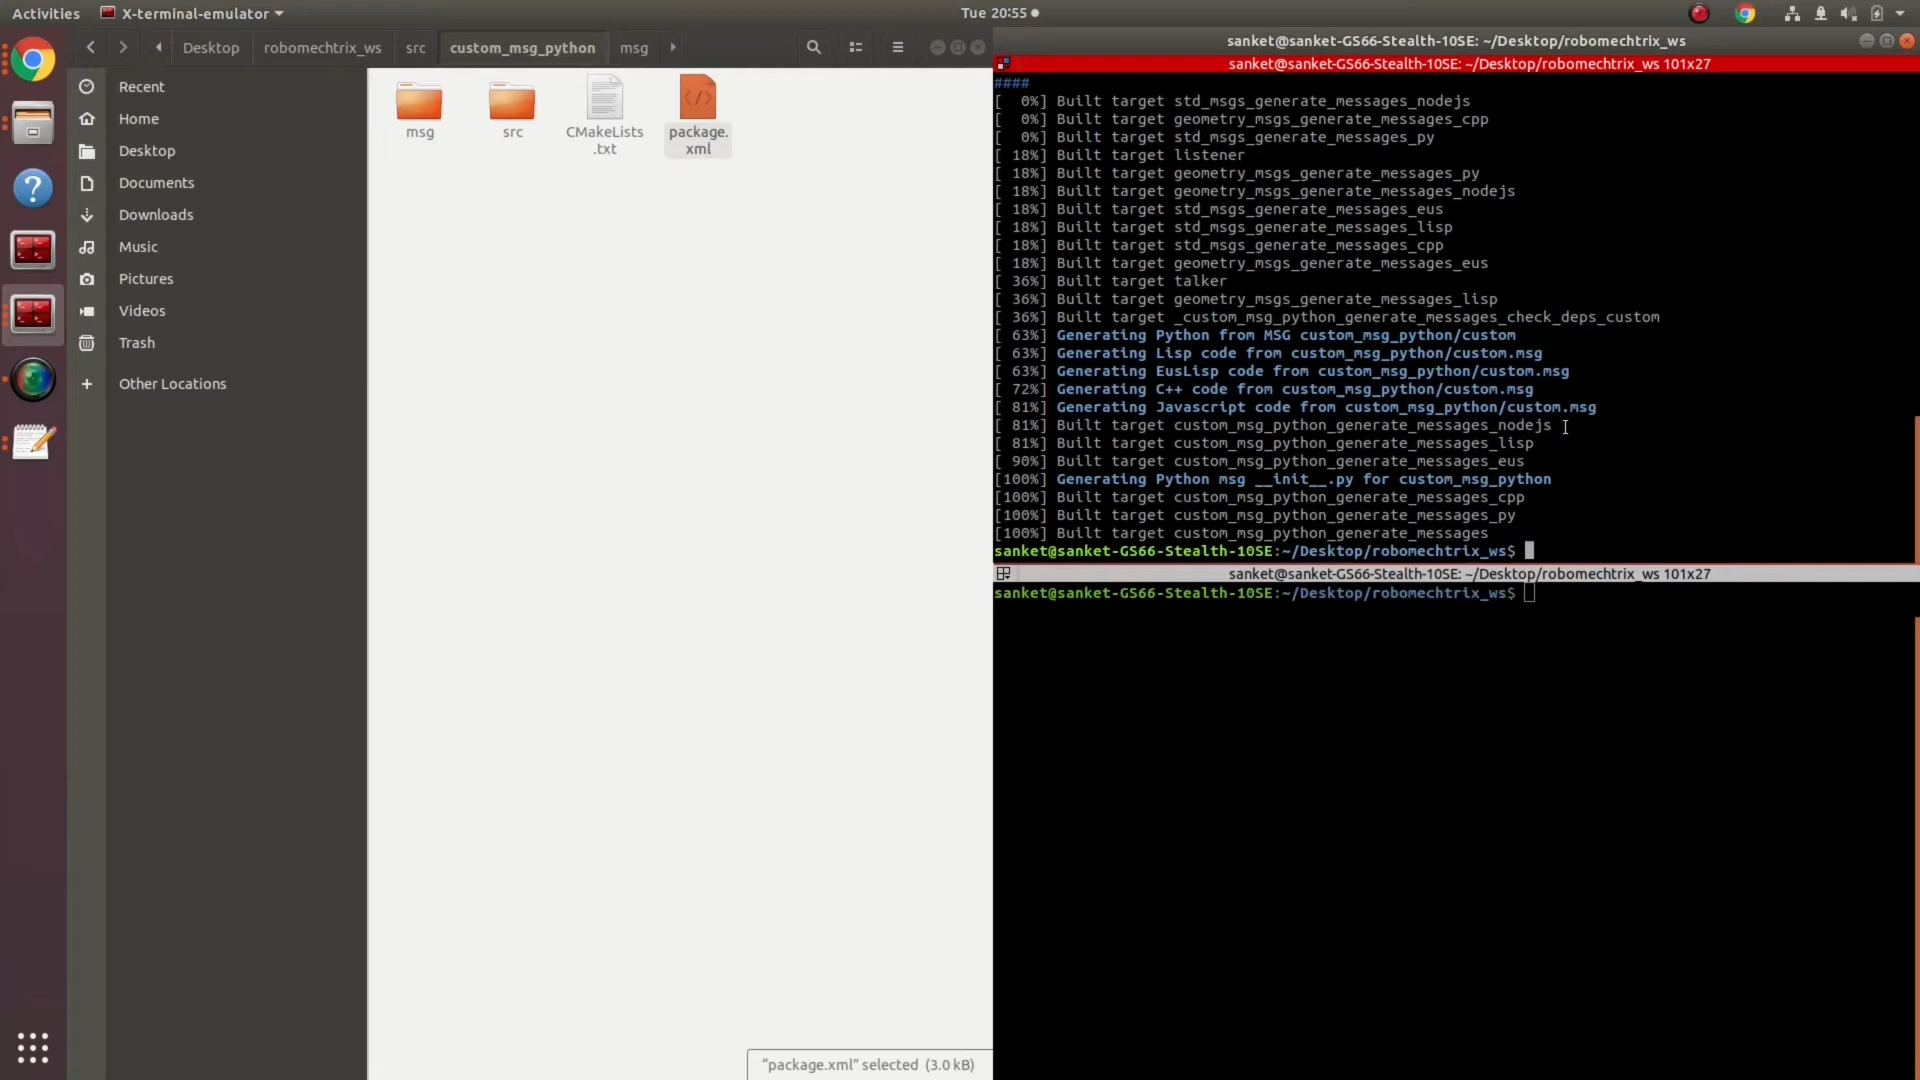 Activities
X-terminal-emulator
Tue 20:55
Desktop
robomechtrix_ws
src
custom_msg_python
msg
Recent
Home
Desktop
Documents
Downloads
Music
Pictures
Videos
Trash
Other Locations
msg
src
CMakeLists
.txt
package.
xml
"package.xml" selected (3.0 kB)
sanket@sanket-GS66-Stealth-10SE: ~/Desktop/robomechtrix_ws
sanket@sanket-GS66-Stealth-10SE: ~/Desktop/robomechtrix_ws 101x27
####
[  0%] Built target std_msgs_generate_messages_nodejs
[  0%] Built target geometry_msgs_generate_messages_cpp
[  0%] Built target std_msgs_generate_messages_py
[ 18%] Built target listener
[ 18%] Built target geometry_msgs_generate_messages_py
[ 18%] Built target geometry_msgs_generate_messages_nodejs
[ 18%] Built target std_msgs_generate_messages_eus
[ 18%] Built target std_msgs_generate_messages_lisp
[ 18%] Built target std_msgs_generate_messages_cpp
[ 18%] Built target geometry_msgs_generate_messages_eus
[ 36%] Built target talker
[ 36%] Built target geometry_msgs_generate_messages_lisp
[ 36%] Built target _custom_msg_python_generate_messages_check_deps_custom
[ 63%] Generating Python from MSG custom_msg_python/custom
[ 63%] Generating Lisp code from custom_msg_python/custom.msg
[ 63%] Generating EusLisp code from custom_msg_python/custom.msg
[ 72%] Generating C++ code from custom_msg_python/custom.msg
[ 81%] Generating Javascript code from custom_msg_python/custom.msg
[ 81%] Built target custom_msg_python_generate_messages_nodejs
[ 81%] Built target custom_msg_python_generate_messages_lisp
[ 90%] Built target custom_msg_python_generate_messages_eus
[100%] Generating Python msg __init__.py for custom_msg_python
[100%] Built target custom_msg_python_generate_messages_cpp
[100%] Built target custom_msg_python_generate_messages_py
[100%] Built target custom_msg_python_generate_messages
sanket@sanket-GS66-Stealth-10SE:~/Desktop/robomechtrix_ws$
sanket@sanket-GS66-Stealth-10SE: ~/Desktop/robomechtrix_ws 101x27
sanket@sanket-GS66-Stealth-10SE:~/Desktop/robomechtrix_ws$